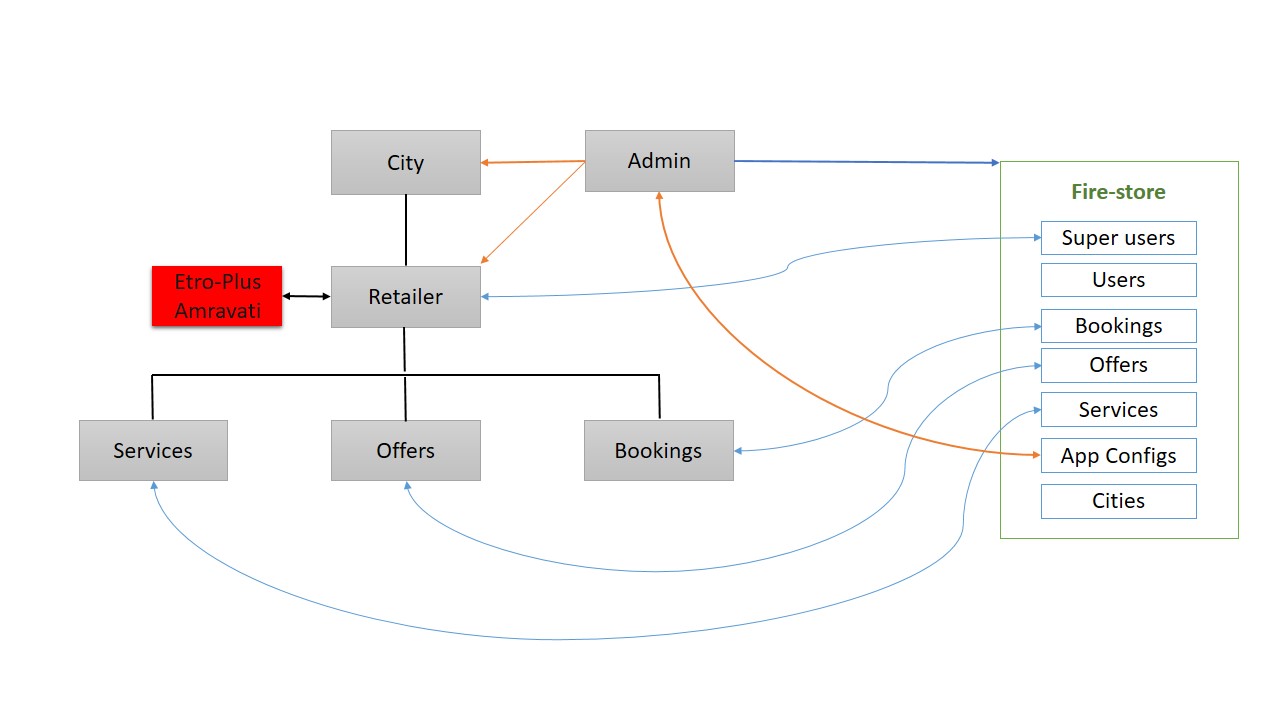 City
Admin
Fire-store
Super users
Etro-Plus
Amravati
Retailer
Users
Bookings
Offers
Services
Services
Offers
Bookings
App Configs
Cities